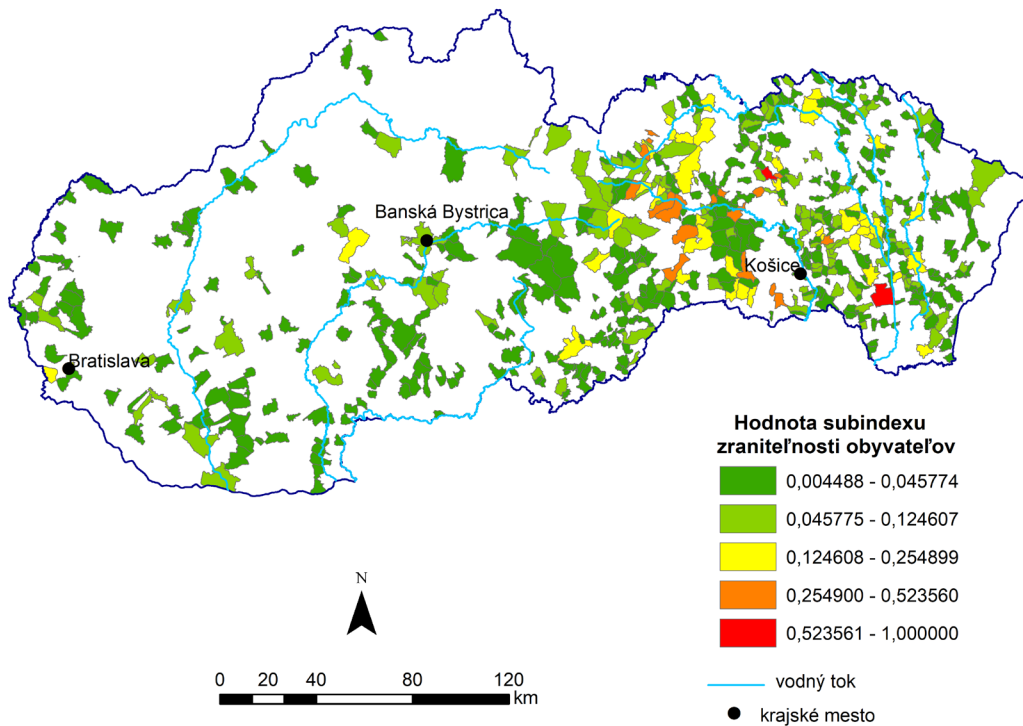 Banská Bystrica
Košice
Bratislava
Hodnota subindexu
zraniteľnosti obyvateľov
0,004488 - 0,045774
0,045775 - 0,124607
0,124608 - 0,254899
0,254900 - 0,523560
0,523561 - 1,000000
vodný tok
krajské mesto
N
0 20 40 80 120
km